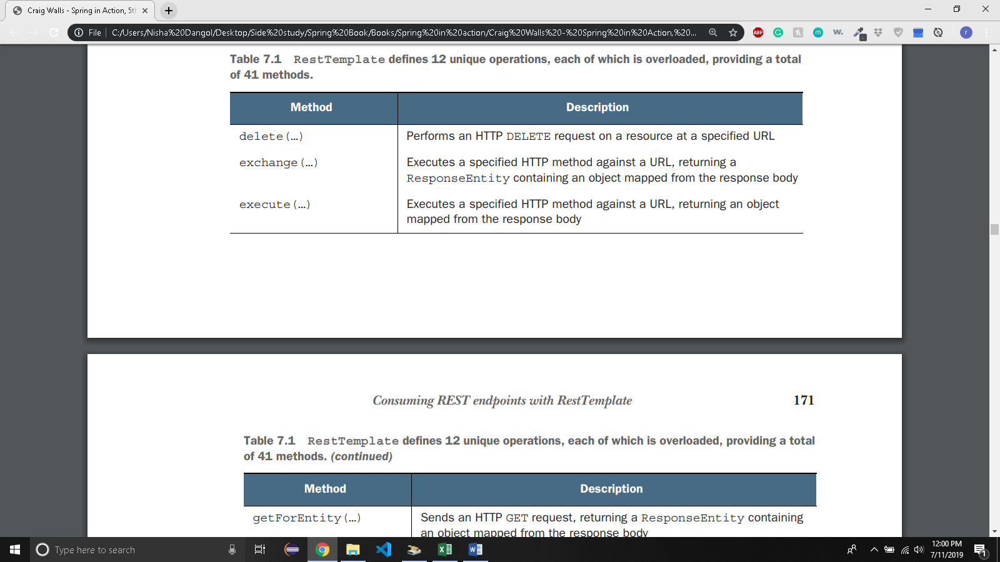 Craig Walls - Spring in Action, 5th
File
C:/Users/Nisha%20Dangol/Desktop/Side%20study/Spring%20Book/Books/Spring%20in%20action/Craig%20Walls%20-%20Spring%20in%20Action,%20...
ABP
m
w.
r
Table 7.1 RestTemplate defines 12 unique operations, each of which is overloaded, providing a total
of 41 methods.
Method Description
delete(…) Performs an HTTP DELETE request on a resource at a specified URL
exchange(…) Executes a specified HTTP method against a URL, returning a
ResponseEntity containing an object mapped from the response body
execute(…) Executes a specified HTTP method against a URL, returning an object
mapped from the response body
Consuming REST endpoints with RestTemplate 171
Table 7.1 RestTemplate defines 12 unique operations, each of which is overloaded, providing a total
of 41 methods. (continued)
Method Description
getForEntity(…) Sends an HTTP GET request, returning a ResponseEntity containing
an object mapped from the response body
Type here to search
12:00 PM
7/11/2019
1